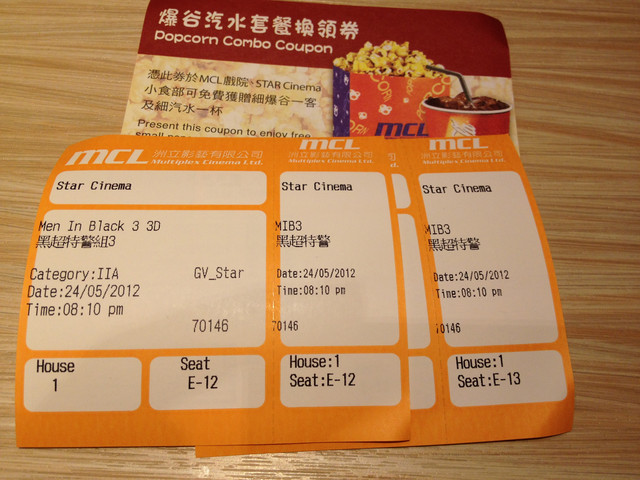 爆谷汽水套餐換領券
Popcorn Combo Coupon
憑此券於MCL戲院、STAR Cinema
小食部可免費獲贈細爆谷一客
及細汽水一杯
Present this coupon to enjoy free
MCL
MCL 洲立影藝有限公司
Multiplex Cinema Ltd.
Star Cinema
Men In Black 3 3D
黑超特警組3
Category:IIA GV_Star
Date:24/05/2012
Time:08:10 pm
70146
House
1
Seat
E-12
MCL
洲立影藝有限公司
Multiplex Cinema Ltd.
Star Cinema
MIB3
黑超特警
Date:24/05/2012
Time:08:10 pm
70146
House:1
Seat:E-12
d.
MCL
洲立影藝有限公司
Multiplex Cinema Ltd.
Star Cinema
MIB3
黑超特警
Date:24/05/2012
Time:08:10 pm
70146
House:1
Seat:E-13